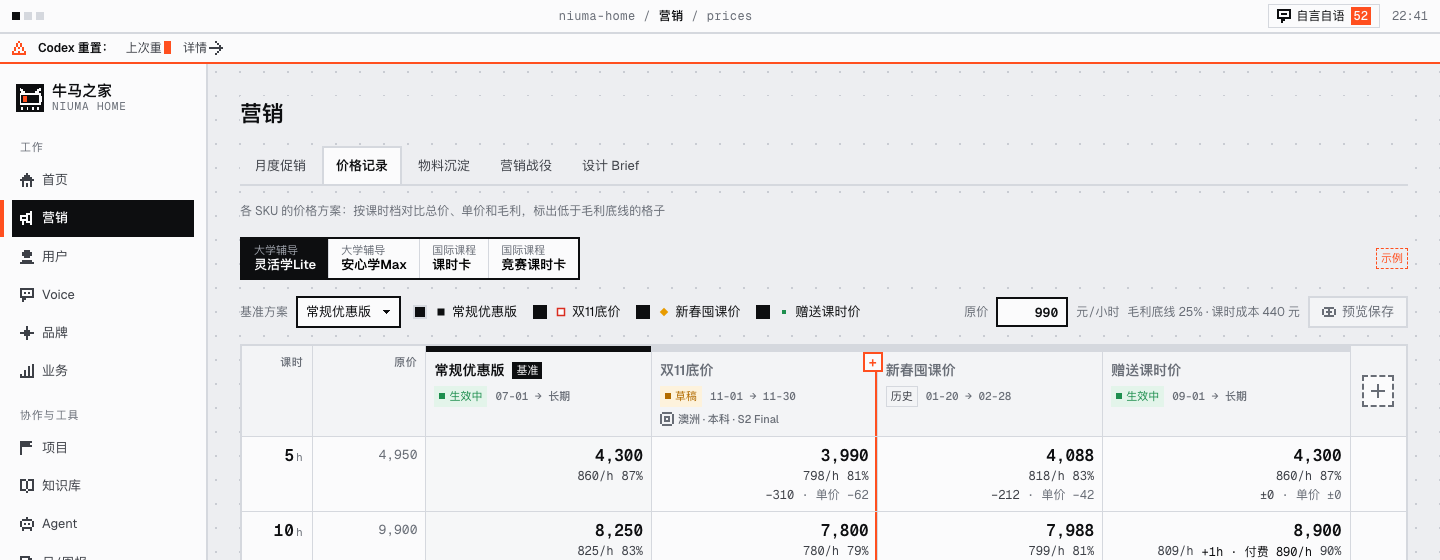 niuma-home / 营销 / prices
自言自语 52 22:41
Codex 重置: 上次重 详情
牛马之家
NIUMA HOME
工作
首页
营销
用户
Voice
品牌
业务
协作与工具
项目
知识库
Agent
营销
月度促销 价格记录 物料沉淀 营销战役 设计 Brief
各 SKU 的价格方案: 按课时档对比总价、单价和毛利, 标出低于毛利底线的格子
大学辅导 大学辅导 国际课程 国际课程
灵活学Lite 安心学Max 课时卡 竞赛课时卡
示例
基准方案 常规优惠版 常规优惠版 双11底价 新春囤课价 赠送课时价
原价 990 元/小时 毛利底线 25% · 课时成本 440 元 预览保存
课时 原价 常规优惠版 基准 双11底价 新春囤课价 赠送课时价
生效中 07-01 → 长期 草稿 11-01 → 11-30 历史 01-20 → 02-28 生效中 09-01 → 长期
澳洲 · 本科 · S2 Final
5 h 4,950 4,300 3,990 4,088 4,300
860/h 87% 798/h 81% 818/h 83% 860/h 87%
−310 · 单价 −62 −212 · 单价 −42 ±0 · 单价 ±0
10 h 9,900 8,250 7,800 7,988 8,900
825/h 83% 780/h 79% 799/h 81% 809/h +1h · 付费 890/h 90%